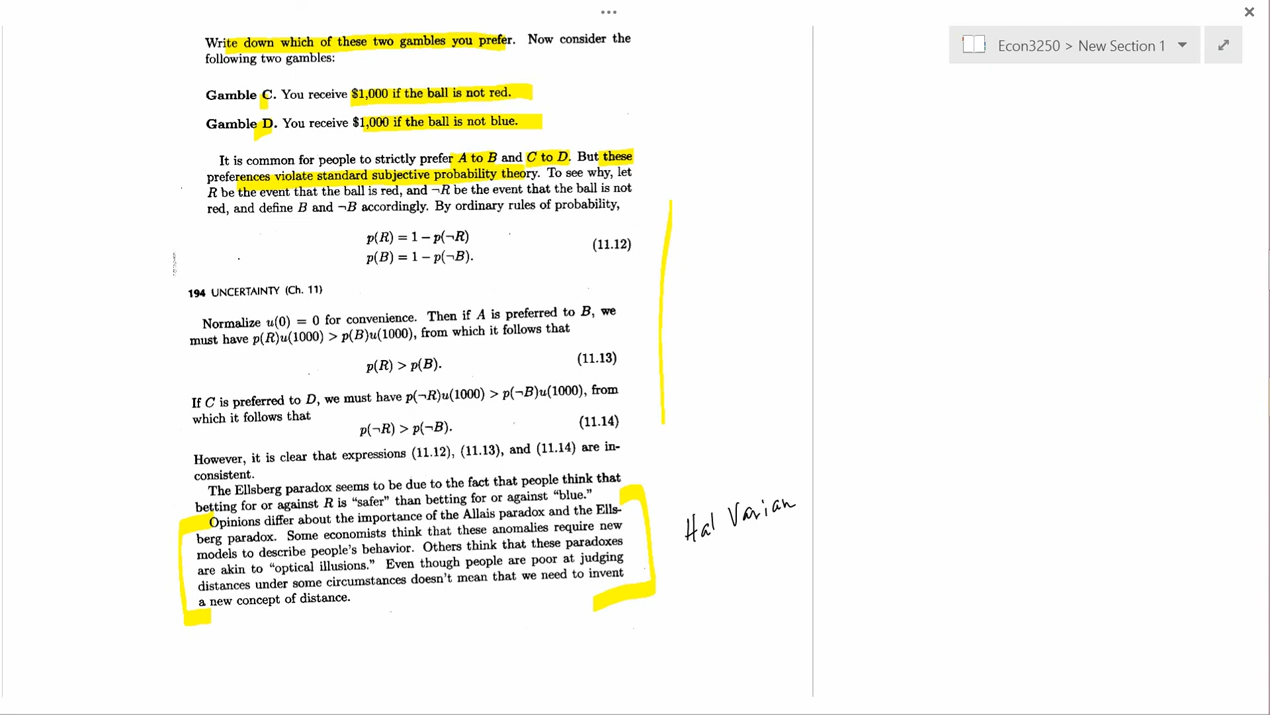 Econ3250 > New Section 1
Write down which of these two gambles you prefer. Now consider the
following two gambles:
Gamble C. You receive $1,000 if the ball is not red.
Gamble D. You receive $1,000 if the ball is not blue.
It is common for people to strictly prefer A to B and C to D. But these
preferences violate standard subjective probability theory. To see why, let
R be the event that the ball is red, and ¬R be the event that the ball is not
red, and define B and ¬B accordingly. By ordinary rules of probability,
p(R) = 1 − p(¬R)
p(B) = 1 − p(¬B).
(11.12)
194 UNCERTAINTY (Ch. 11)
Normalize u(0) = 0 for convenience. Then if A is preferred to B, we
must have p(R)u(1000) > p(B)u(1000), from which it follows that
p(R) > p(B). (11.13)
If C is preferred to D, we must have p(¬R)u(1000) > p(¬B)u(1000), from
which it follows that
p(¬R) > p(¬B). (11.14)
However, it is clear that expressions (11.12), (11.13), and (11.14) are in-
consistent.
The Ellsberg paradox seems to be due to the fact that people think that
betting for or against R is “safer” than betting for or against “blue.”
Opinions differ about the importance of the Allais paradox and the Ells-
berg paradox. Some economists think that these anomalies require new
models to describe people’s behavior. Others think that these paradoxes
are akin to “optical illusions.” Even though people are poor at judging
distances under some circumstances doesn’t mean that we need to invent
a new concept of distance.
Hal Varian